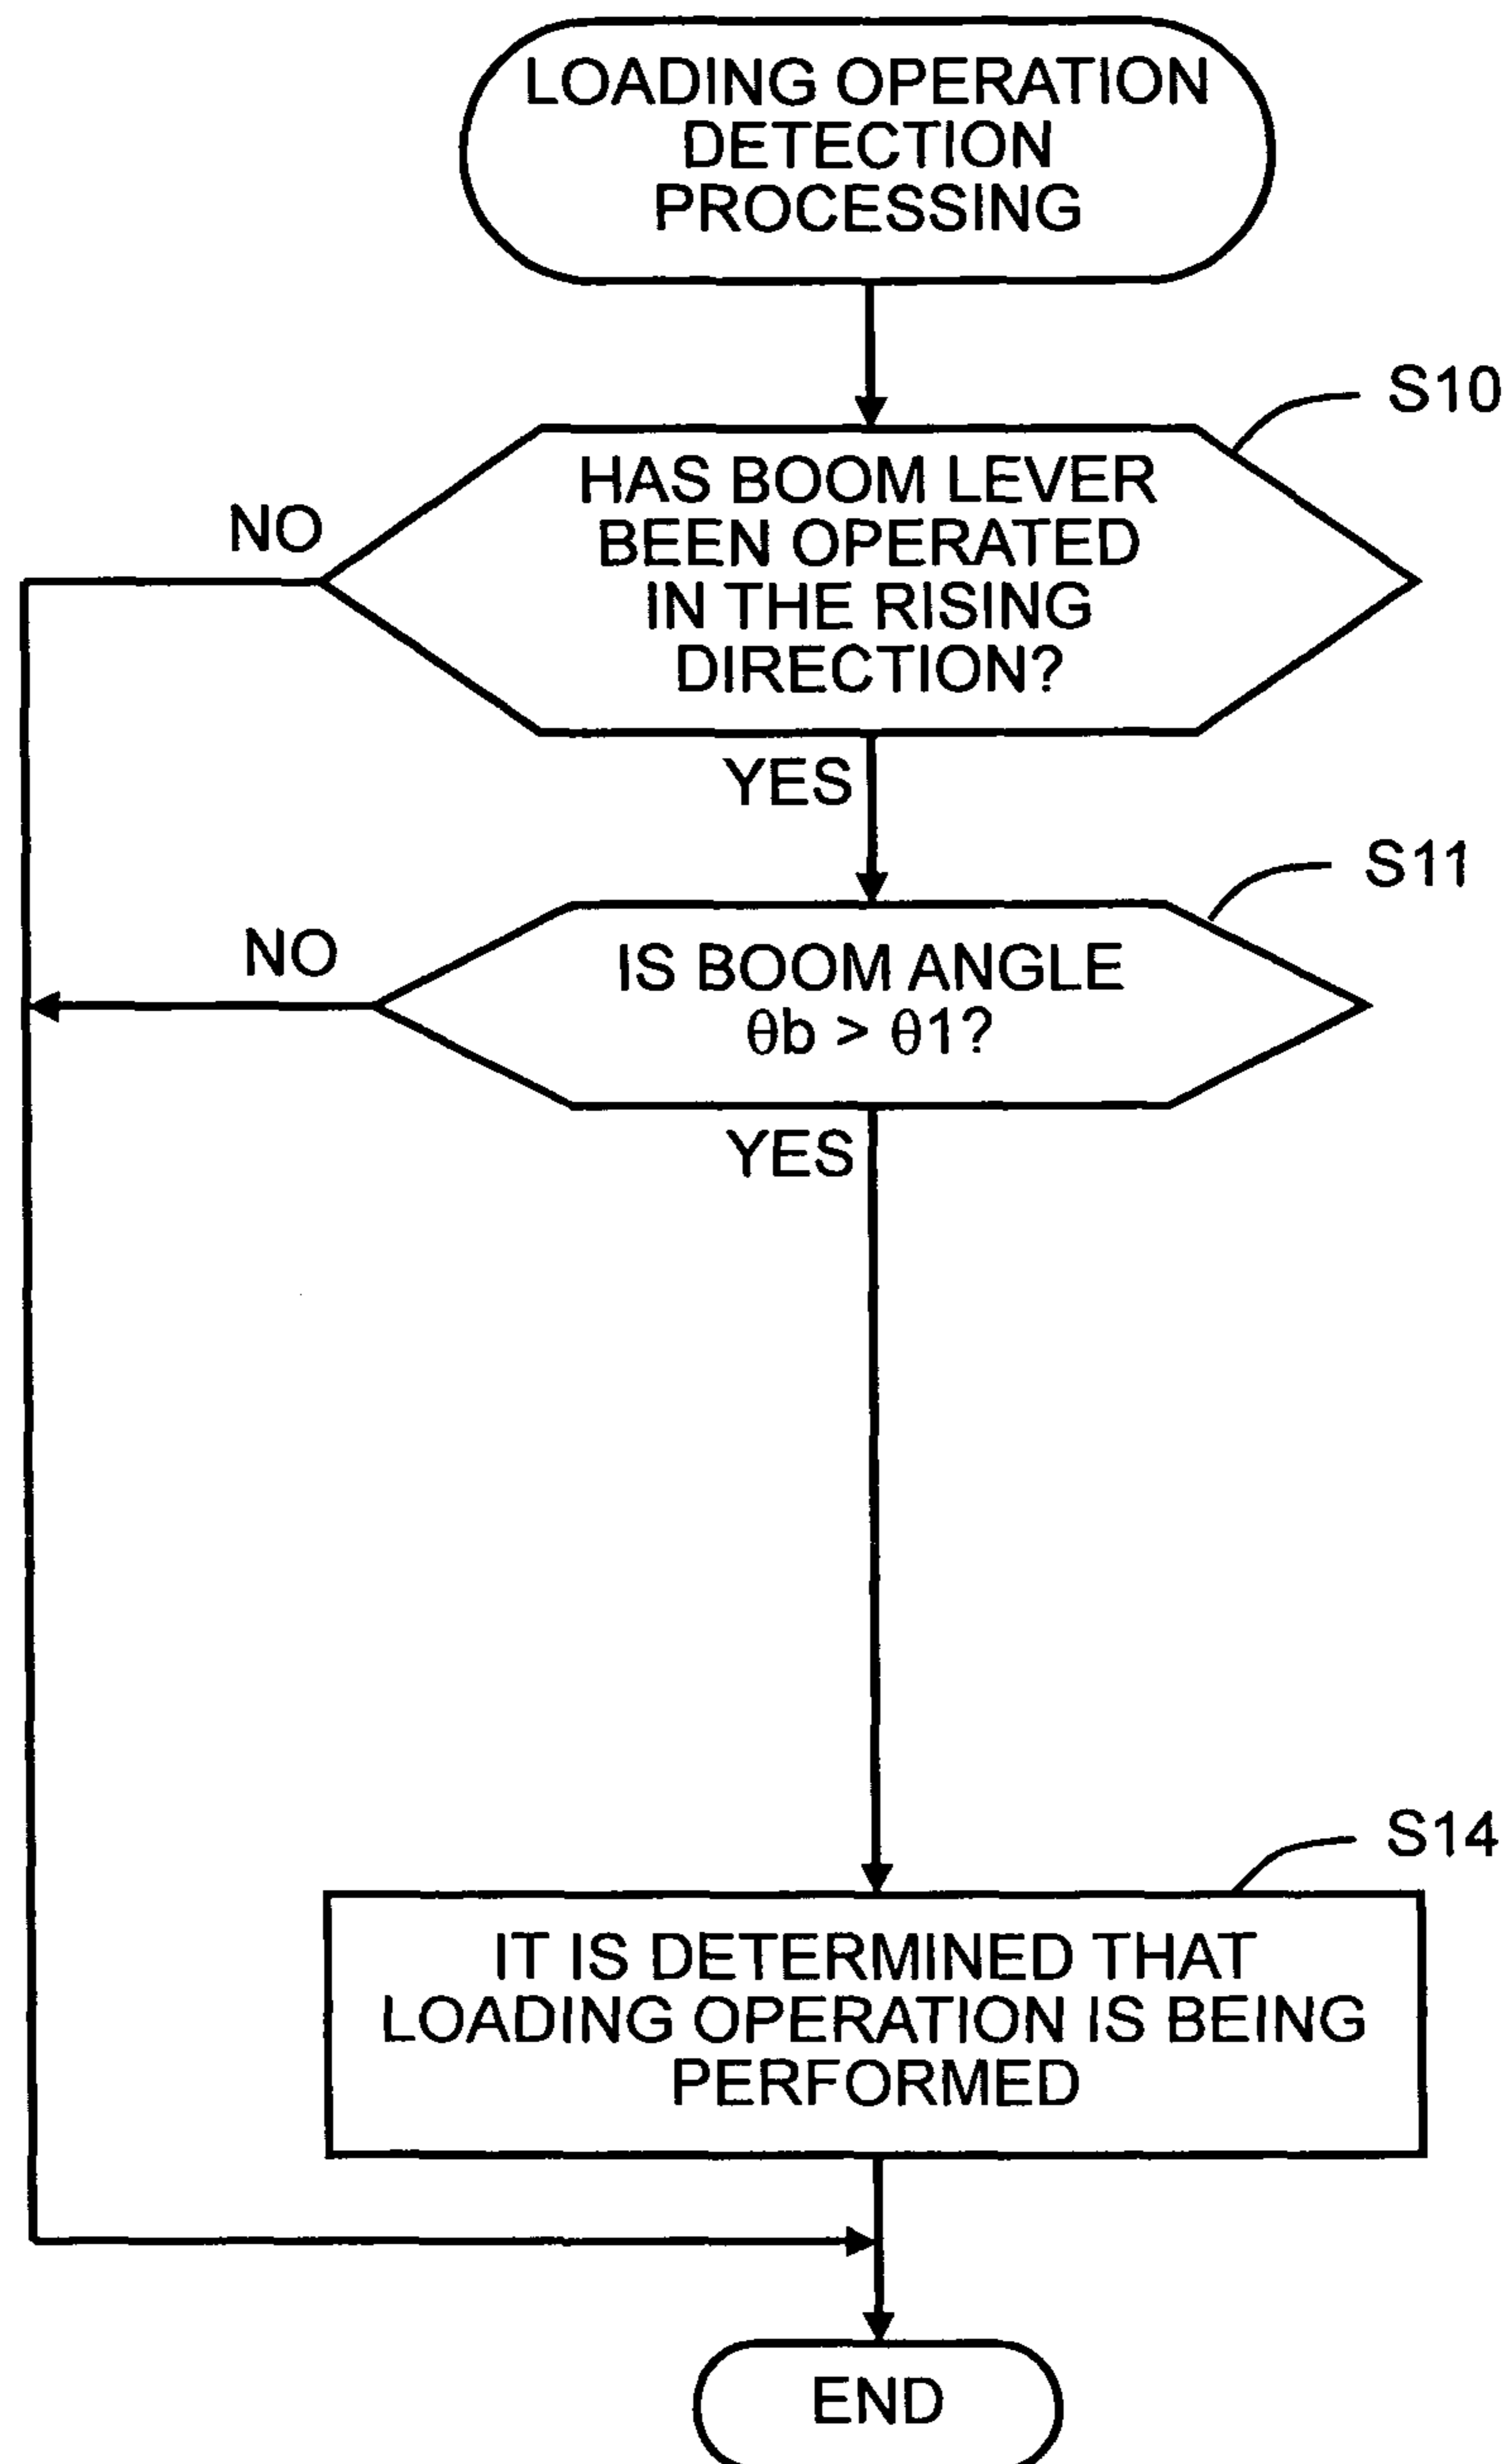 LOADING OPERATION
DETECTION
PROCESSING
S10
HAS BOOM LEVER
BEEN OPERATED
IN THE RISING
DIRECTION?
NO
YES
S11
IS BOOM ANGLE
θb > θ1?
NO
YES
S14
IT IS DETERMINED THAT
LOADING OPERATION IS BEING
PERFORMED
END